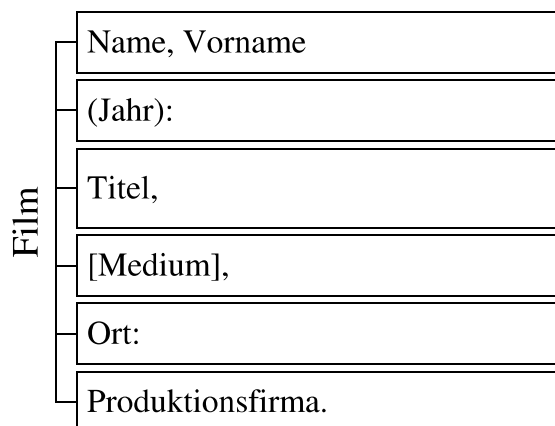 Film
Name, Vorname
(Jahr):
Titel,
[Medium],
Ort:
Produktionsfirma.